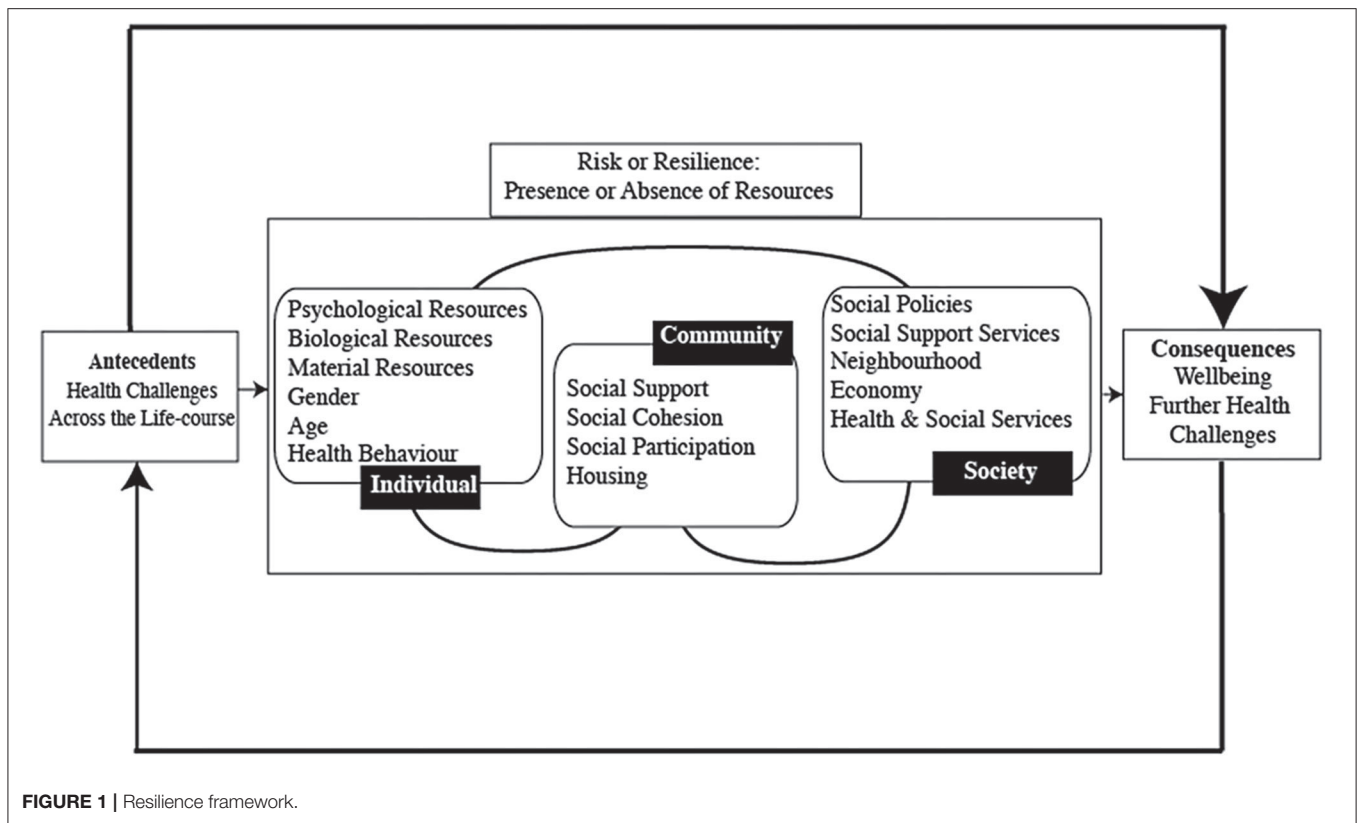 Risk or Resilience:
Presence or Absence of Resources
Antecedents
Health Challenges
Across the Life-course
Psychological Resources
Biological Resources
Material Resources
Gender
Age
Health Behaviour
Individual
Community
Social Support
Social Cohesion
Social Participation
Housing
Social Policies
Social Support Services
Neighbourhood
Economy
Health & Social Services
Society
Consequences
Wellbeing
Further Health
Challenges
FIGURE 1 | Resilience framework.